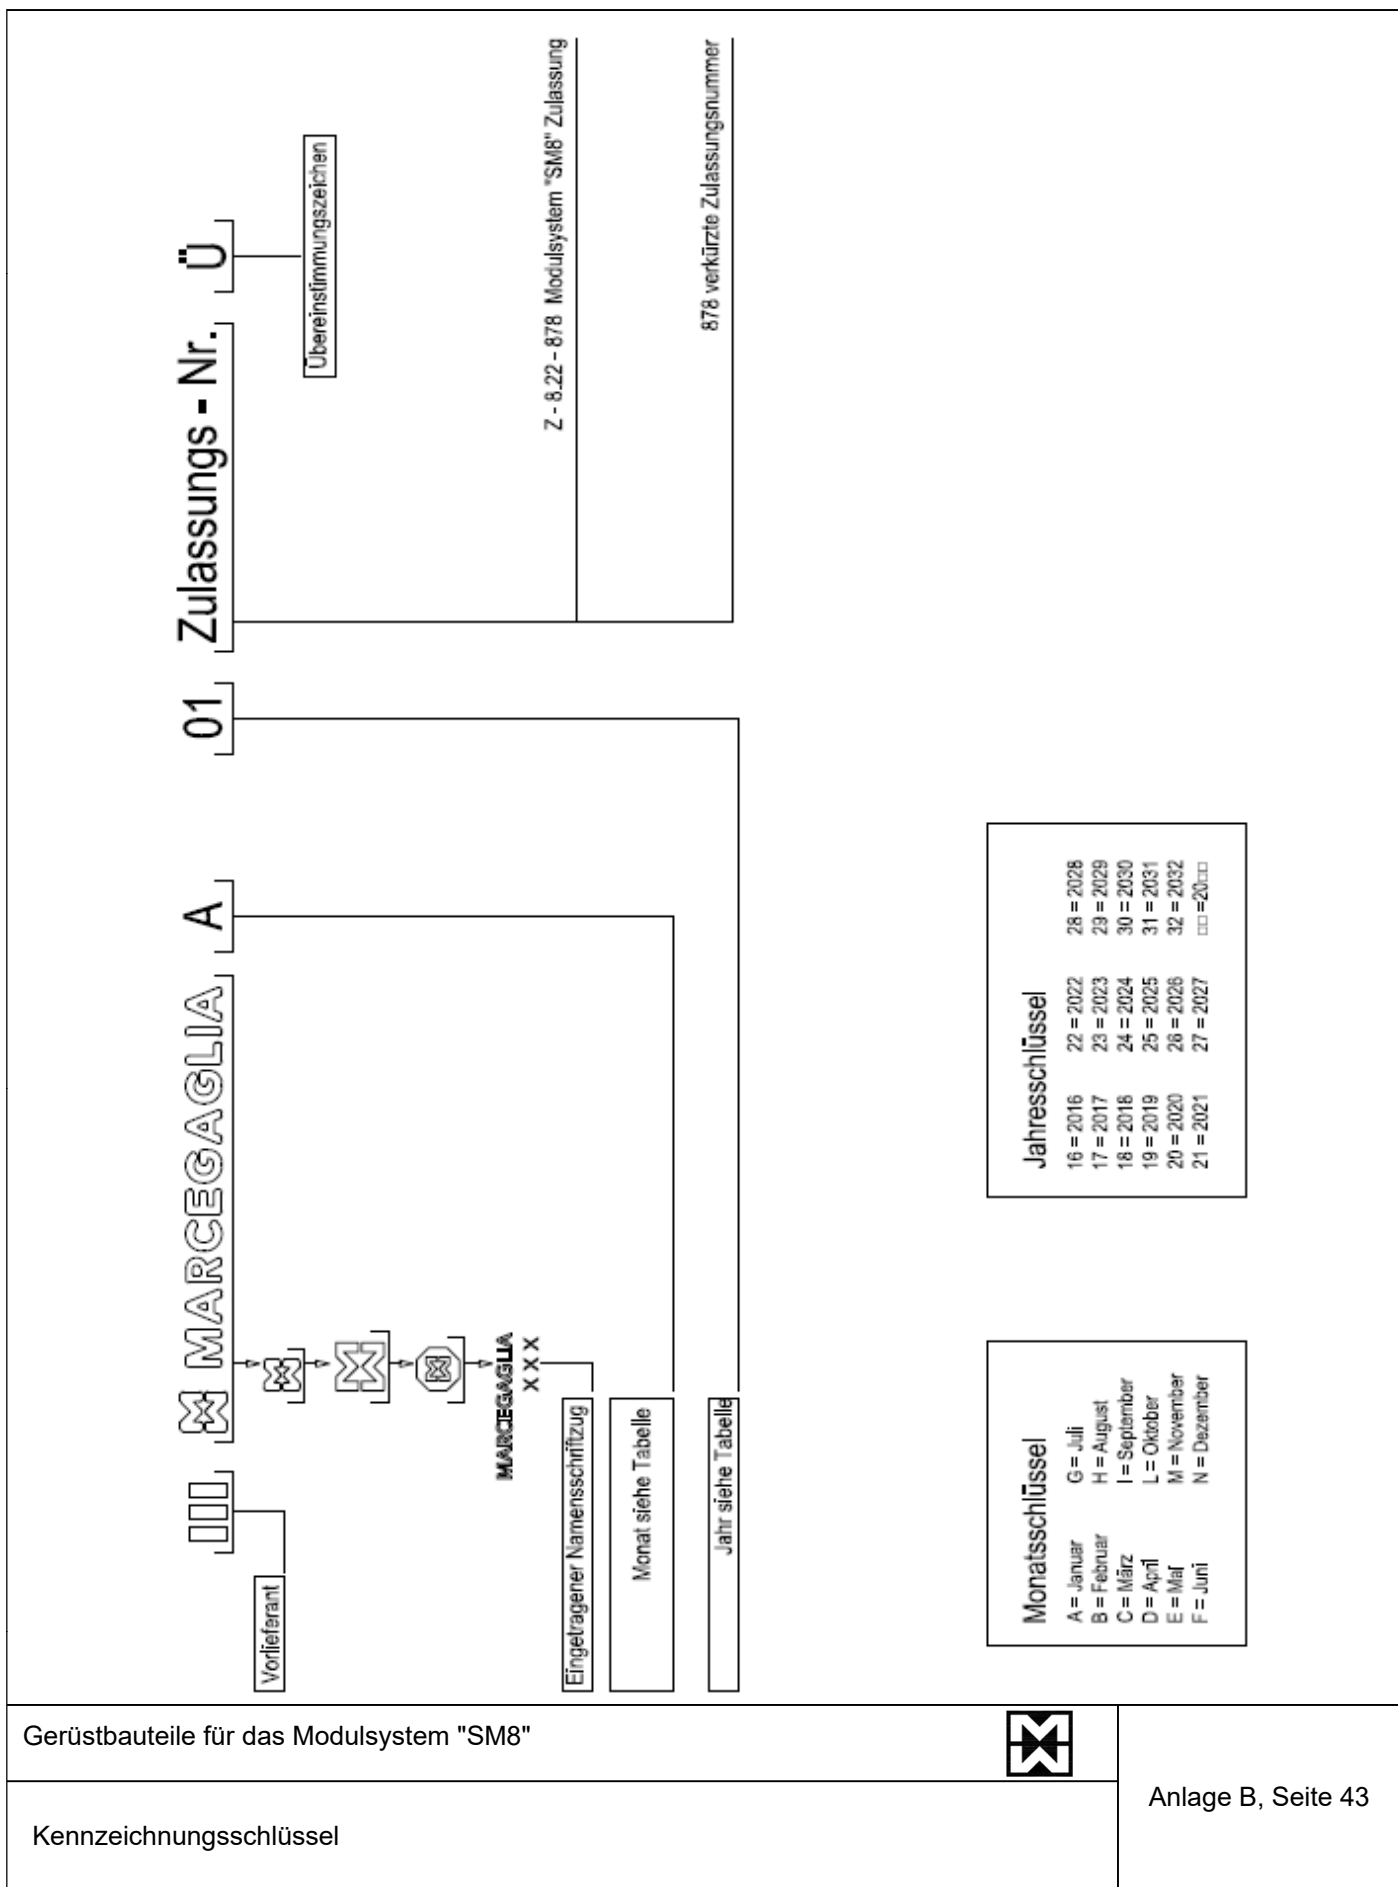 MARCEGAGLIA A 01 Zulassungs - Nr. Ü
Vorlieferant
Übereinstimmungszeichen
MARCEGAGLIA
X X X
Eingetragener Namensschriftzug
Z - 8.22 - 878 Modulsystem "SM8" Zulassung
Monat siehe Tabelle
878 verkürzte Zulassungsnummer
Jahr siehe Tabelle
Monatsschlüssel
A = Januar G = Juli
B = Februar H = August
C = März I = September
D = April L = Oktober
E = Mai M = November
F = Juni N = Dezember
Jahresschlüssel
16 = 2016 22 = 2022 28 = 2028
17 = 2017 23 = 2023 29 = 2029
18 = 2018 24 = 2024 30 = 2030
19 = 2019 25 = 2025 31 = 2031
20 = 2020 26 = 2026 32 = 2032
21 = 2021 27 = 2027 □□ =20□□
Gerüstbauteile für das Modulsystem "SM8"
Kennzeichnungsschlüssel
Anlage B, Seite 43